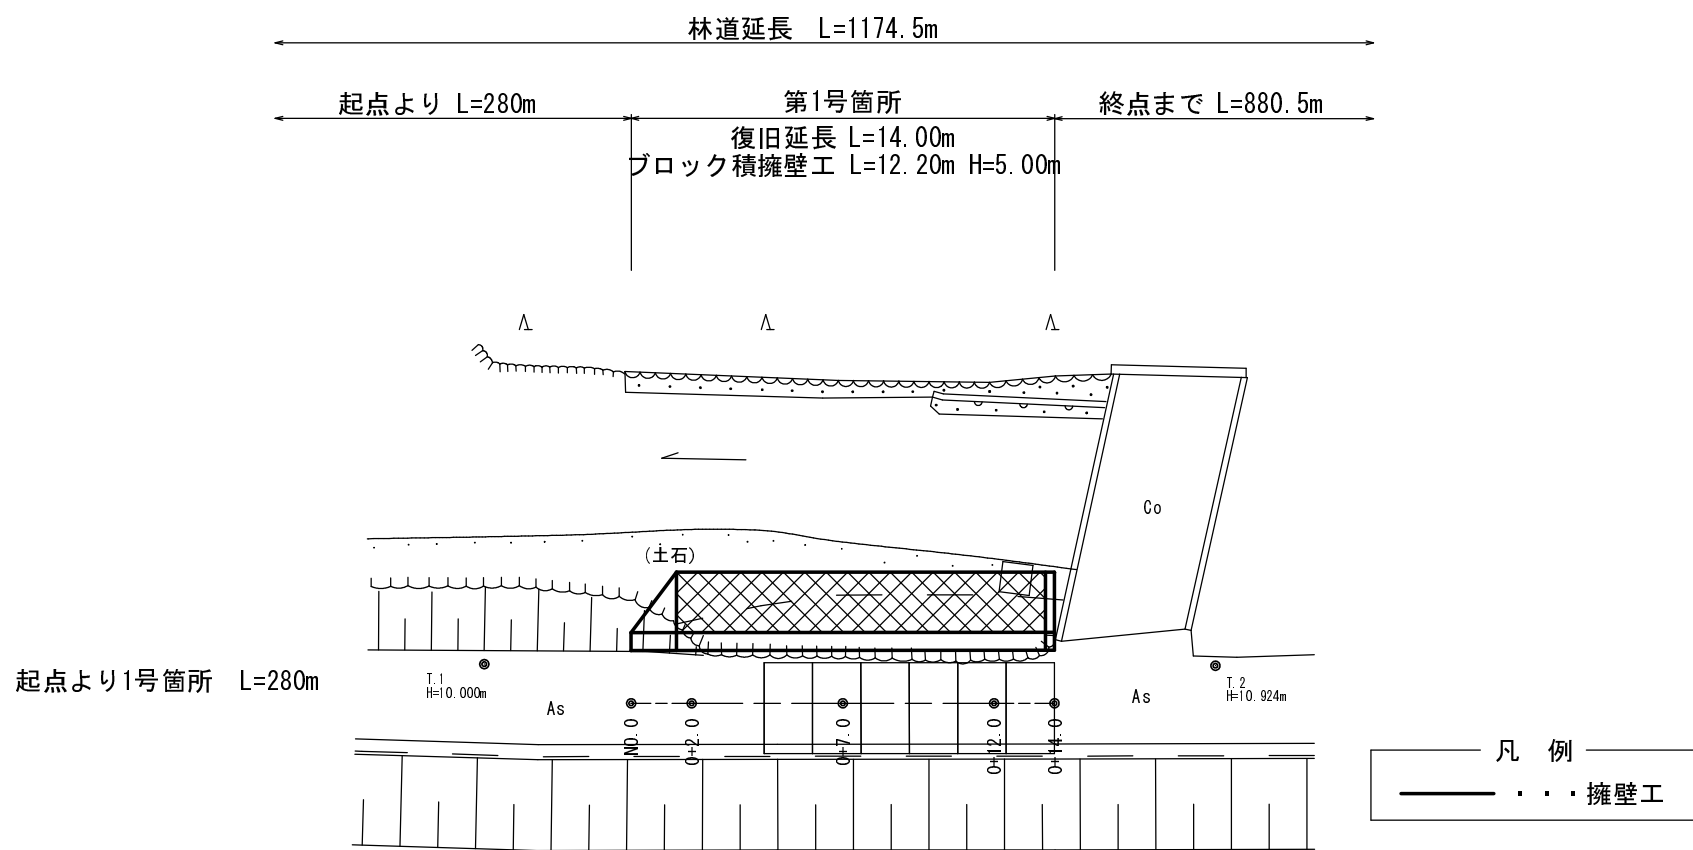 林道延長　L=1174.5m
起点より L=280m
第1号箇所
終点まで L=880.5m
復旧延長 L=14.00m
ブロック積擁壁工 L=12.20m H=5.00m
Co
(土石)
起点より1号箇所　L=280m
T.1
H=10.000m
As
As
T.2
H=10.924m
NO.0
0+2.0
0+7.0
0+12.0
0+14.0
凡　例
・・・擁壁工